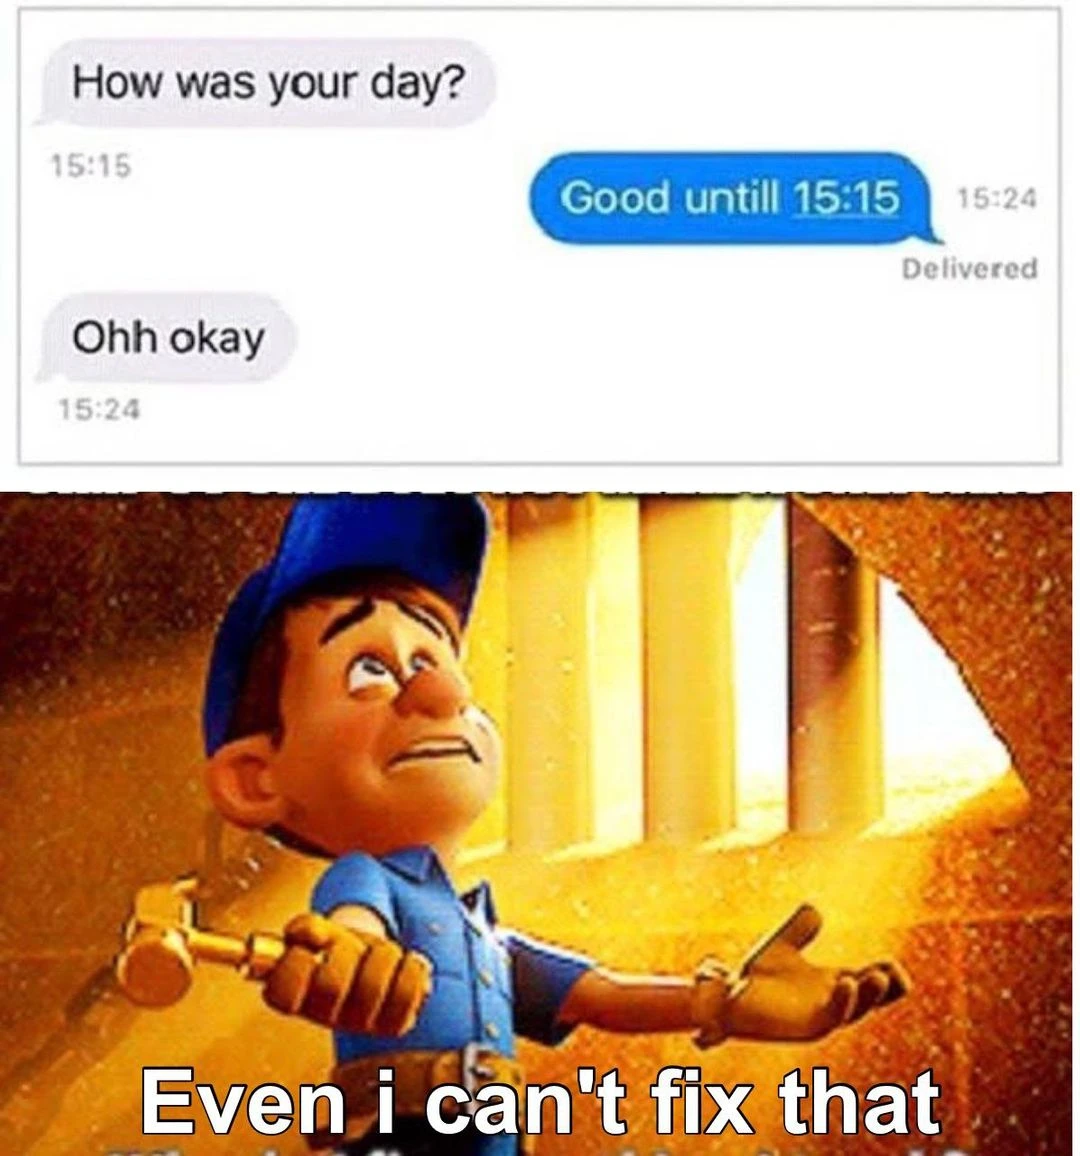 How was your day?
15:15
Good untill 15:15
15:24
Delivered
Ohh okay
15:24
Even i can't fix that